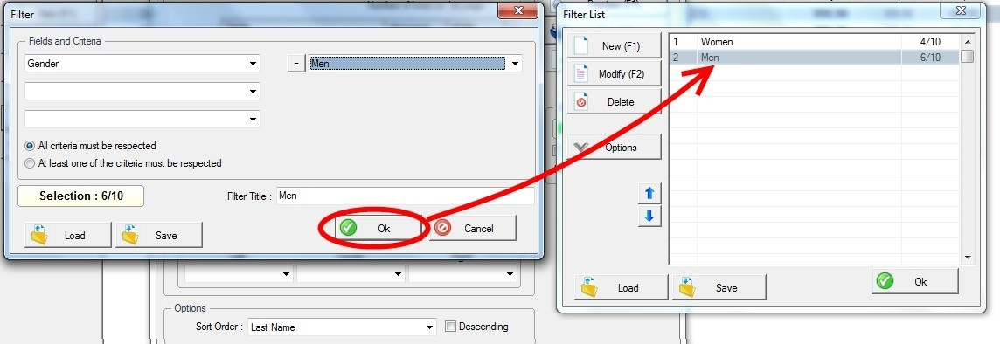 Filter
Fields and Criteria
Gender
=
Men
All criteria must be respected
At least one of the criteria must be respected
Selection : 6/10
Filter Title :
Men
Ok
Cancel
Load
Save
Options
Sort Order :
Last Name
Descending
Filter List
New (F1)
Modify (F2)
Delete
Options
1 Women 4/10
2 Men 6/10
Load
Save
Ok